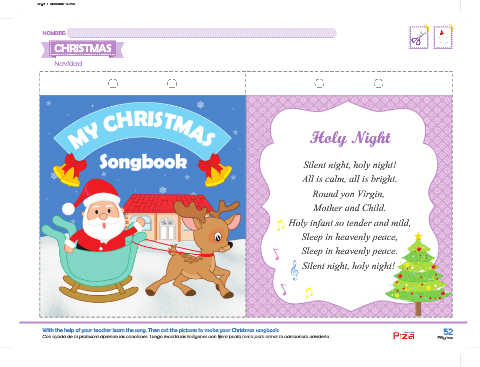 NOMBRE:
CHRISTMAS
Navidad
MY CHRISTMAS
Songbook
Holy Night
Silent night, holy night!
All is calm, all is bright.
Round yon Virgin,
Mother and Child.
Holy infant so tender and mild,
Sleep in heavenly peace,
Sleep in heavenly peace.
Silent night, holy night!
With the help of your teacher learn the song. Then cut the pictures to make your Christmas songbook
52